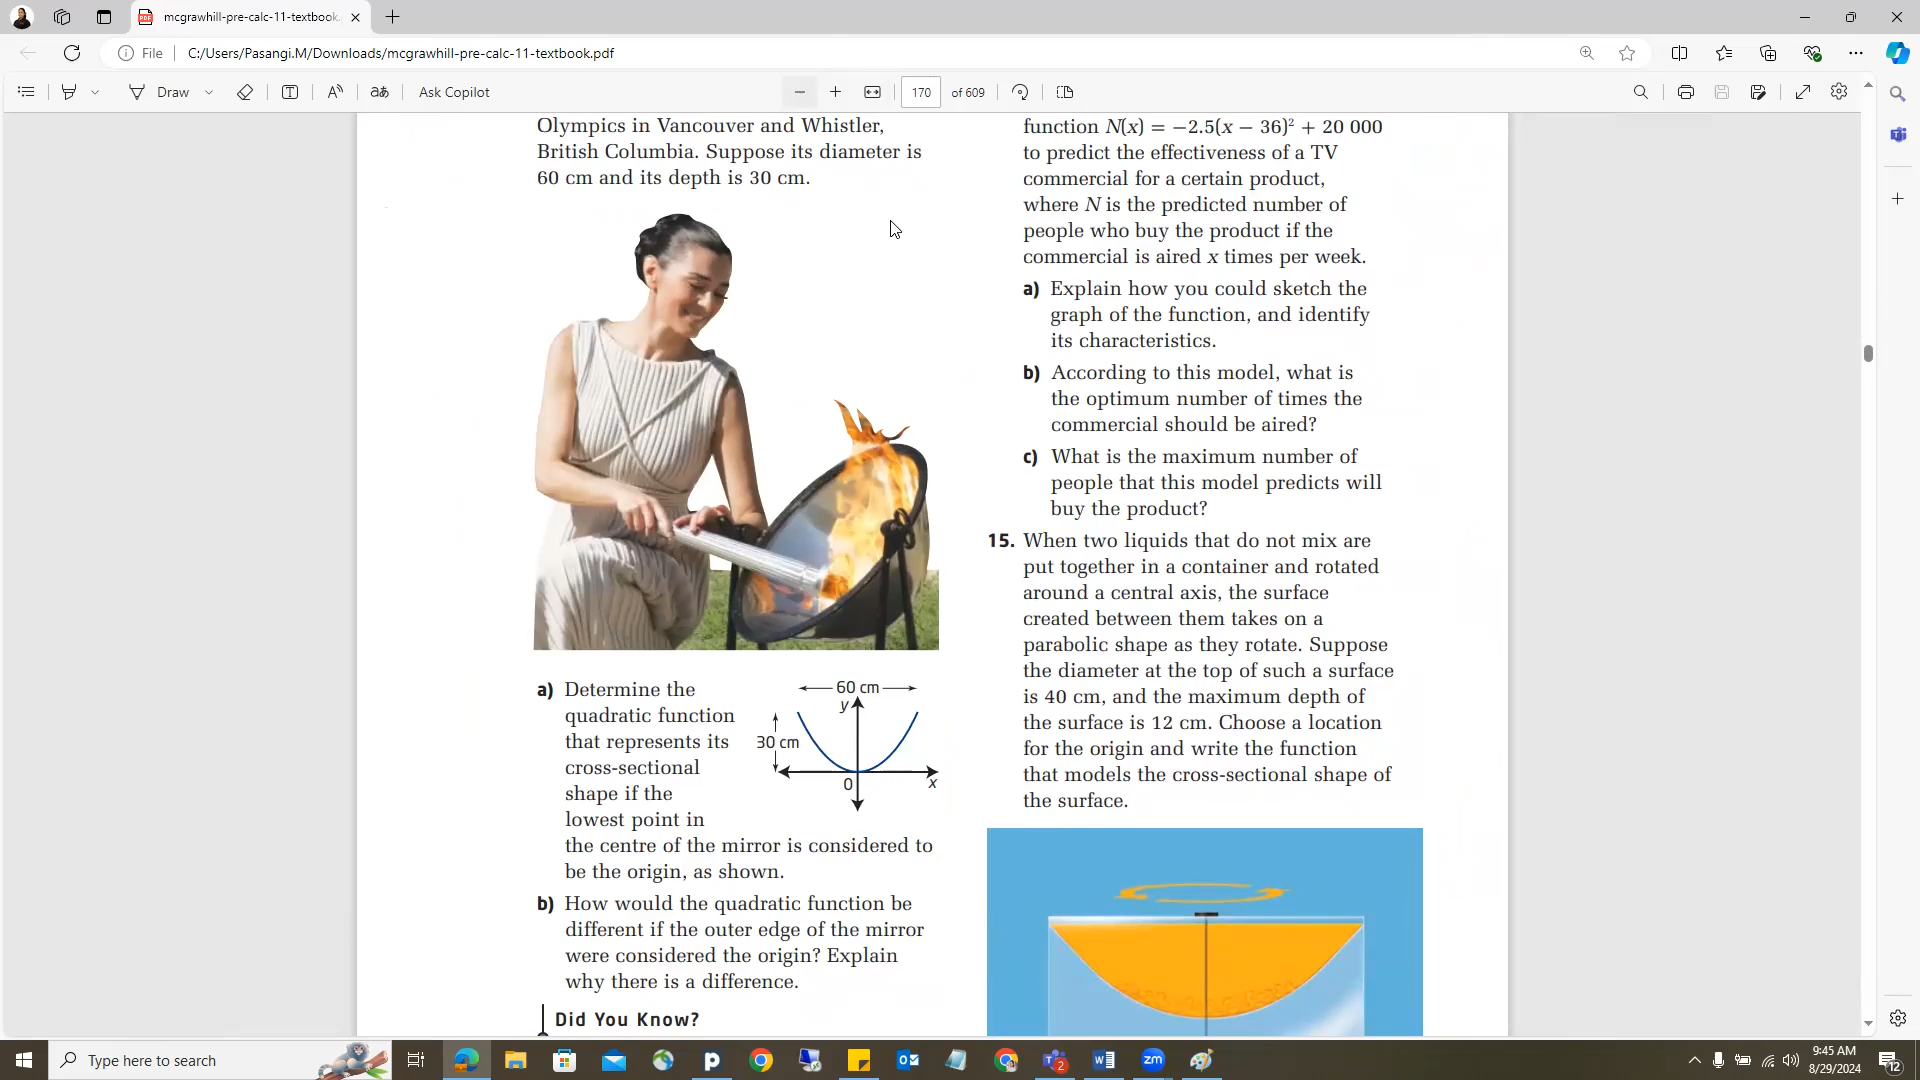 mcgrawhill-pre-calc-11-textbook.
File
C:/Users/Pasangi.M/Downloads/mcgrawhill-pre-calc-11-textbook.pdf
Draw
Ask Copilot
170
of 609
Olympics in Vancouver and Whistler,
British Columbia. Suppose its diameter is
60 cm and its depth is 30 cm.
a) Determine the
quadratic function
that represents its
cross-sectional
shape if the
lowest point in
the centre of the mirror is considered to
be the origin, as shown.
60 cm
y
30 cm
0
x
b) How would the quadratic function be
different if the outer edge of the mirror
were considered the origin? Explain
why there is a difference.
Did You Know?
function N(x) = −2.5(x − 36)² + 20 000
to predict the effectiveness of a TV
commercial for a certain product,
where N is the predicted number of
people who buy the product if the
commercial is aired x times per week.
a) Explain how you could sketch the
graph of the function, and identify
its characteristics.
b) According to this model, what is
the optimum number of times the
commercial should be aired?
c) What is the maximum number of
people that this model predicts will
buy the product?
15. When two liquids that do not mix are
put together in a container and rotated
around a central axis, the surface
created between them takes on a
parabolic shape as they rotate. Suppose
the diameter at the top of such a surface
is 40 cm, and the maximum depth of
the surface is 12 cm. Choose a location
for the origin and write the function
that models the cross-sectional shape of
the surface.
Type here to search
9:45 AM
8/29/2024
12